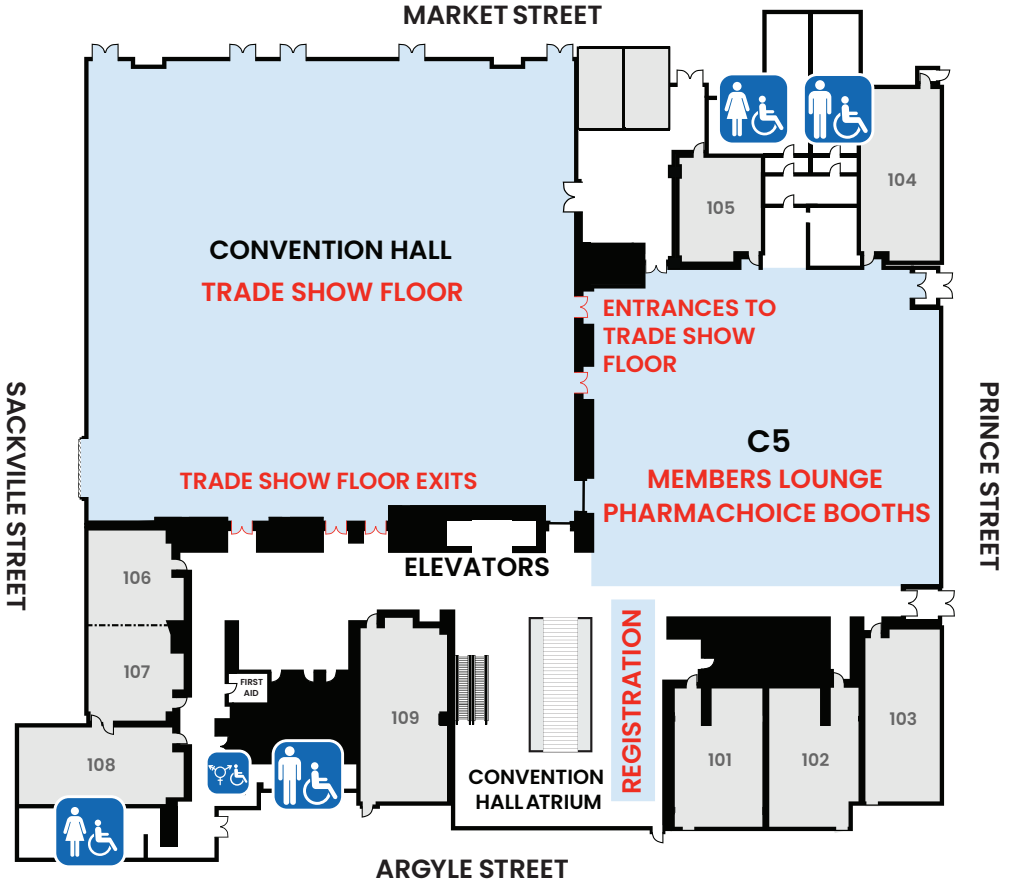 MARKET STREET
104
105
CONVENTION HALL
TRADE SHOW FLOOR
ENTRANCES TO
TRADE SHOW
FLOOR
SACKVILLE STREET
PRINCE STREET
C5
MEMBERS LOUNGE
PHARMACHOICE BOOTHS
TRADE SHOW FLOOR EXITS
ELEVATORS
106
107
FIRST
AID
109
REGISTRATION
103
101
102
108
CONVENTION
HALL ATRIUM
ARGYLE STREET